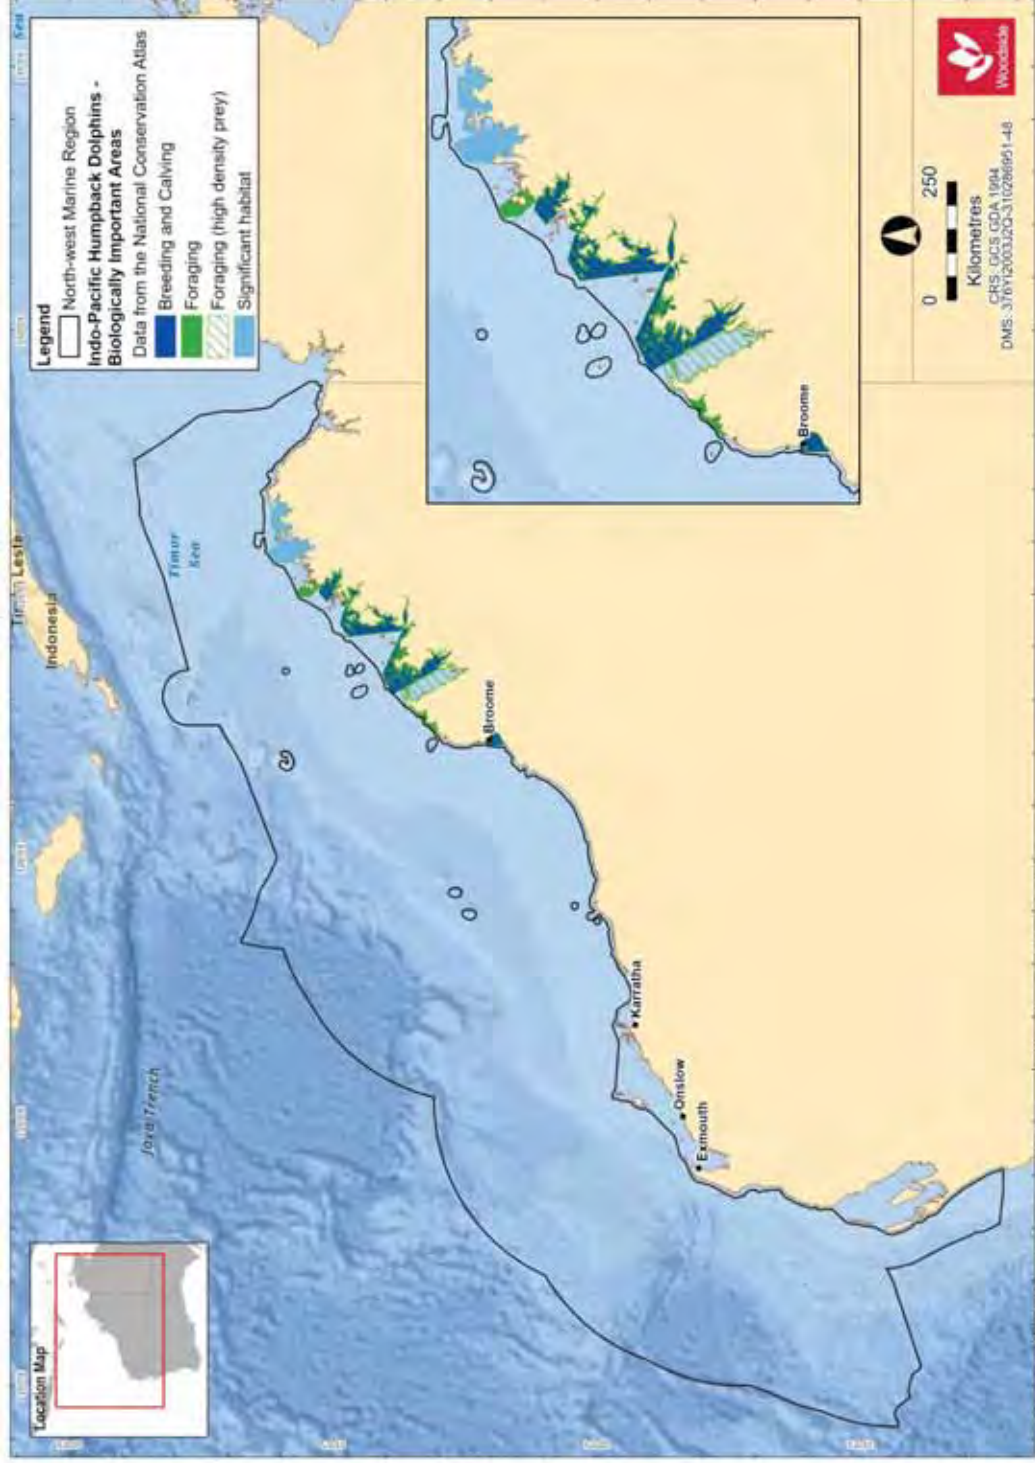 Location Map
Legend
North-west Marine Region
Indo-Pacific Humpback Dolphins -
Biologically Important Areas
Data from the National Conservation Atlas
Breeding and Calving
Foraging
Foraging (high density prey)
Significant habitat
Sea
Leste
Indonesia
Timor
Sea
Java Trench
Broome
Karratha
Onslow
Exmouth
Broome
0 250
Kilometres
CRS: GCS GDA 1994
Woodside